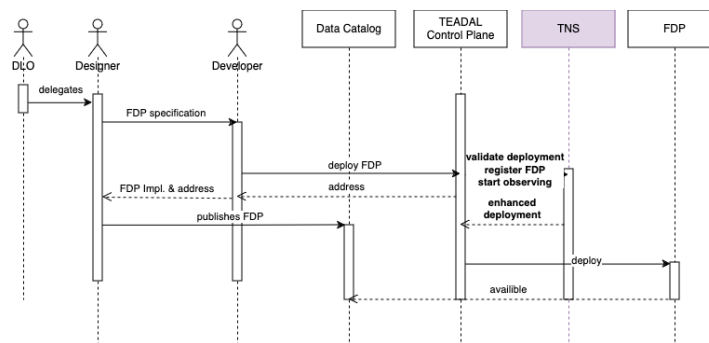 Data Catalog
TEADAL
Control Plane
TNS
FDP
DLO
Designer
Developer
delegates
FDP specification
deploy FDP
validate deployment
register FDP
start observing
FDP Impl. & address
address
publishes FDP
enhanced
deployment
deploy
availible